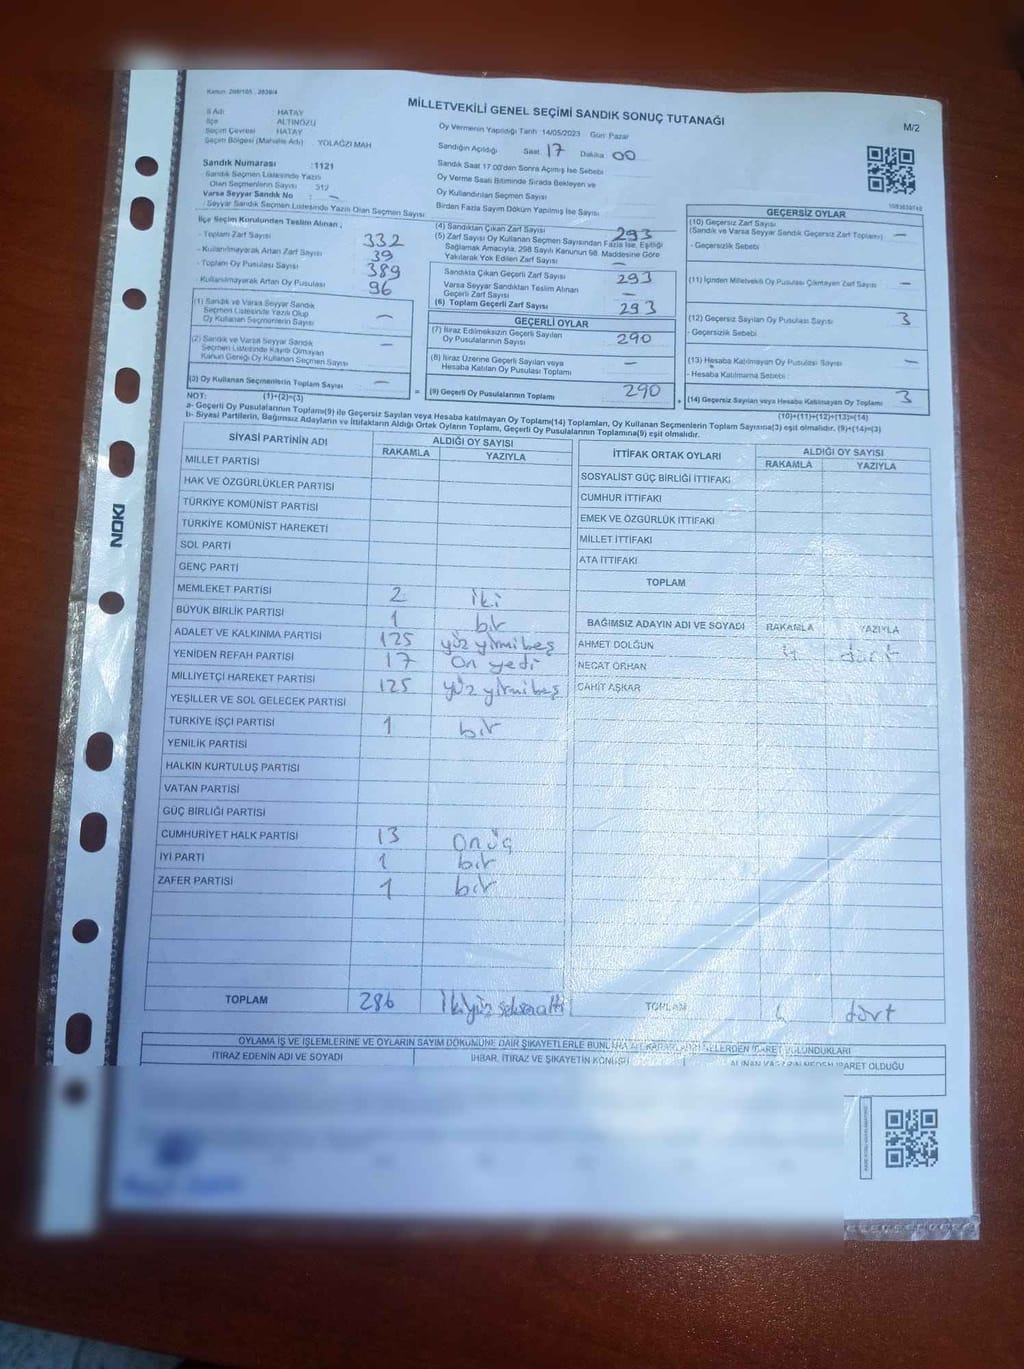 MİLLETVEKİLİ GENEL SEÇİMİ SANDIK SONUÇ TUTANAĞI
M/2
İl Adı HATAY
İlçe ALTINÖZÜ
Seçim Çevresi HATAY
Seçim Bölgesi (Mahalle Adı) YOLAĞZI MAH
Sandık Numarası :1121
Sandık Seçmen Listesinde Yazılı
Olan Seçmenlerin Sayısı 312
Varsa Seyyar Sandık No : —
Seyyar Sandık Seçmen Listesinde Yazılı Olan Seçmen Sayısı
Oy Vermenin Yapıldığı Tarih 14/05/2023 Gün: Pazar
Sandığın Açıldığı Saat 17 Dakika 00
Sandık Saat 17.00'den Sonra Açılmış İse Sebebi
Oy Verme Saati Bitiminde Sırada Bekleyen ve
Oy Kullandırılan Seçmen Sayısı
Birden Fazla Sayım Döküm Yapılmış İse Sayısı
İlçe Seçim Kurulundan Teslim Alınan ,
- Toplam Zarf Sayısı 332
- Kullanılmayarak Artan Zarf Sayısı 39
- Toplam Oy Pusulası Sayısı 389
- Kullanılmayarak Artan Oy Pusulası 96
(1) Sandık ve Varsa Seyyar Sandık
Seçmen Listesinde Yazılı Olup
Oy Kullanan Seçmenlerin Sayısı —
(2) Sandık ve Varsa Seyyar Sandık
Seçmen Listesinde Kayıtlı Olmayan
Kanun Gereği Oy Kullanan Seçmen Sayısı —
(3) Oy Kullanan Seçmenlerin Toplam Sayısı —
(4) Sandıktan Çıkan Zarf Sayısı 293
(5) Zarf Sayısı Oy Kullanan Seçmen Sayısından Fazla İse, Eşitliği
Sağlamak Amacıyla, 298 Sayılı Kanunun 98. Maddesine Göre
Yakılarak Yok Edilen Zarf Sayısı —
Sandıkta Çıkan Geçerli Zarf Sayısı 293
Varsa Seyyar Sandıktan Teslim Alınan
Geçerli Zarf Sayısı —
(6) Toplam Geçerli Zarf Sayısı 293
GEÇERLİ OYLAR
(7) İtiraz Edilmeksizin Geçerli Sayılan
Oy Pusulalarının Sayısı 290
(8) İtiraz Üzerine Geçerli Sayılan veya
Hesaba Katılan Oy Pusulası Toplamı —
= (9) Geçerli Oy Pusulalarının Toplamı 290
GEÇERSİZ OYLAR
(10) Geçersiz Zarf Sayısı
(Sandık ve Varsa Seyyar Sandık Geçersiz Zarf Toplamı) —
- Geçersizlik Sebebi
(11) İçinden Milletvekili Oy Pusulası Çıkmayan Zarf Sayısı —
(12) Geçersiz Sayılan Oy Pusulası Sayısı 3
- Geçersizlik Sebebi
(13) Hesaba Katılmayan Oy Pusulası Sayısı —
- Hesaba Katılmama Sebebi :
+ (14) Geçersiz Sayılan veya Hesaba Katılmayan Oy Toplamı 3
NOT: (1)+(2)=(3)
(10)+(11)+(12)+(13)=(14)
a- Geçerli Oy Pusulalarının Toplamı(9) ile Geçersiz Sayılan veya Hesaba katılmayan Oy Toplamı(14) Toplamları, Oy Kullanan Seçmenlerin Toplam Sayısına(3) eşit olmalıdır. (9)+(14)=(3)
b- Siyasi Partilerin, Bağımsız Adayların ve İttifakların Aldığı Ortak Oyların Toplamı, Geçerli Oy Pusulalarının Toplamına(9) eşit olmalıdır.
SİYASİ PARTİNİN ADI ALDIĞI OY SAYISI
RAKAMLA YAZIYLA
MİLLET PARTİSİ
HAK VE ÖZGÜRLÜKLER PARTİSİ
TÜRKİYE KOMÜNİST PARTİSİ
TÜRKİYE KOMÜNİST HAREKETİ
SOL PARTİ
GENÇ PARTİ
MEMLEKET PARTİSİ 2 iki
BÜYÜK BİRLİK PARTİSİ 1 bir
ADALET VE KALKINMA PARTİSİ 125 yüz yirmi beş
YENİDEN REFAH PARTİSİ 17 On yedi
MİLLİYETÇİ HAREKET PARTİSİ 125 yüz yirmi beş
YEŞİLLER VE SOL GELECEK PARTİSİ
TÜRKİYE İŞÇİ PARTİSİ 1 bir
YENİLİK PARTİSİ
HALKIN KURTULUŞ PARTİSİ
VATAN PARTİSİ
GÜÇ BİRLİĞİ PARTİSİ
CUMHURİYET HALK PARTİSİ 13 Onüç
İYİ PARTİ 1 bir
ZAFER PARTİSİ 1 bir
TOPLAM 286 İkiyüz seksenaltı
İTTİFAK ORTAK OYLARI ALDIĞI OY SAYISI
RAKAMLA YAZIYLA
SOSYALİST GÜÇ BİRLİĞİ İTTİFAKI
CUMHUR İTTİFAKI
EMEK VE ÖZGÜRLÜK İTTİFAKI
MİLLET İTTİFAKI
ATA İTTİFAKI
TOPLAM
BAĞIMSIZ ADAYIN ADI VE SOYADI RAKAMLA YAZIYLA
AHMET DOLĞUN 4 dört
NECAT ORHAN
CAHİT AŞKAR
TOPLAM 4 dört
OYLAMA İŞ VE İŞLEMLERİNE VE OYLARIN SAYIM DÖKÜMÜNE DAİR ŞİKAYETLERLE BUNLARA
İTİRAZ EDENİN ADI VE SOYADI
İHBAR, İTİRAZ VE ŞİKAYETİN KONUSU
NOKI